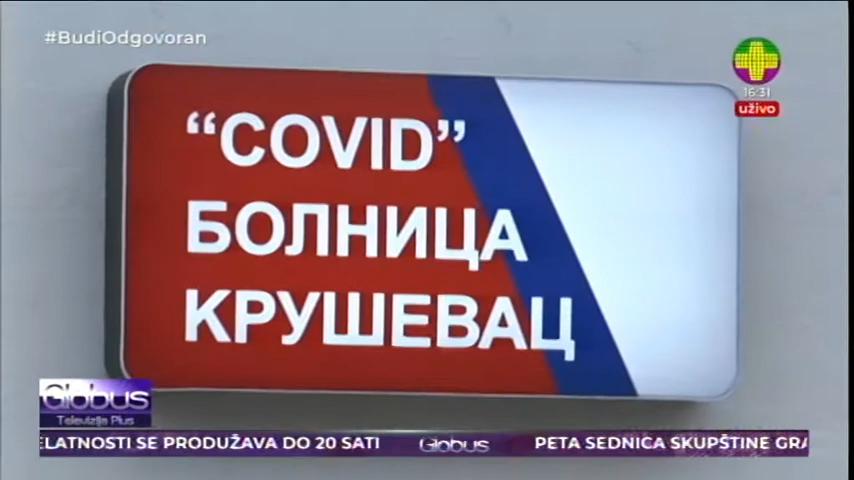 #BudiOdgovoran
16:31
uživo
“COVID”
БОЛНИЦА
КРУШЕВАЦ
Globus
Televizija Plus
ELATNOSTI SE PRODUŽAVA DO 20 SATI Globus PETA SEDNICA SKUPŠTINE GRA